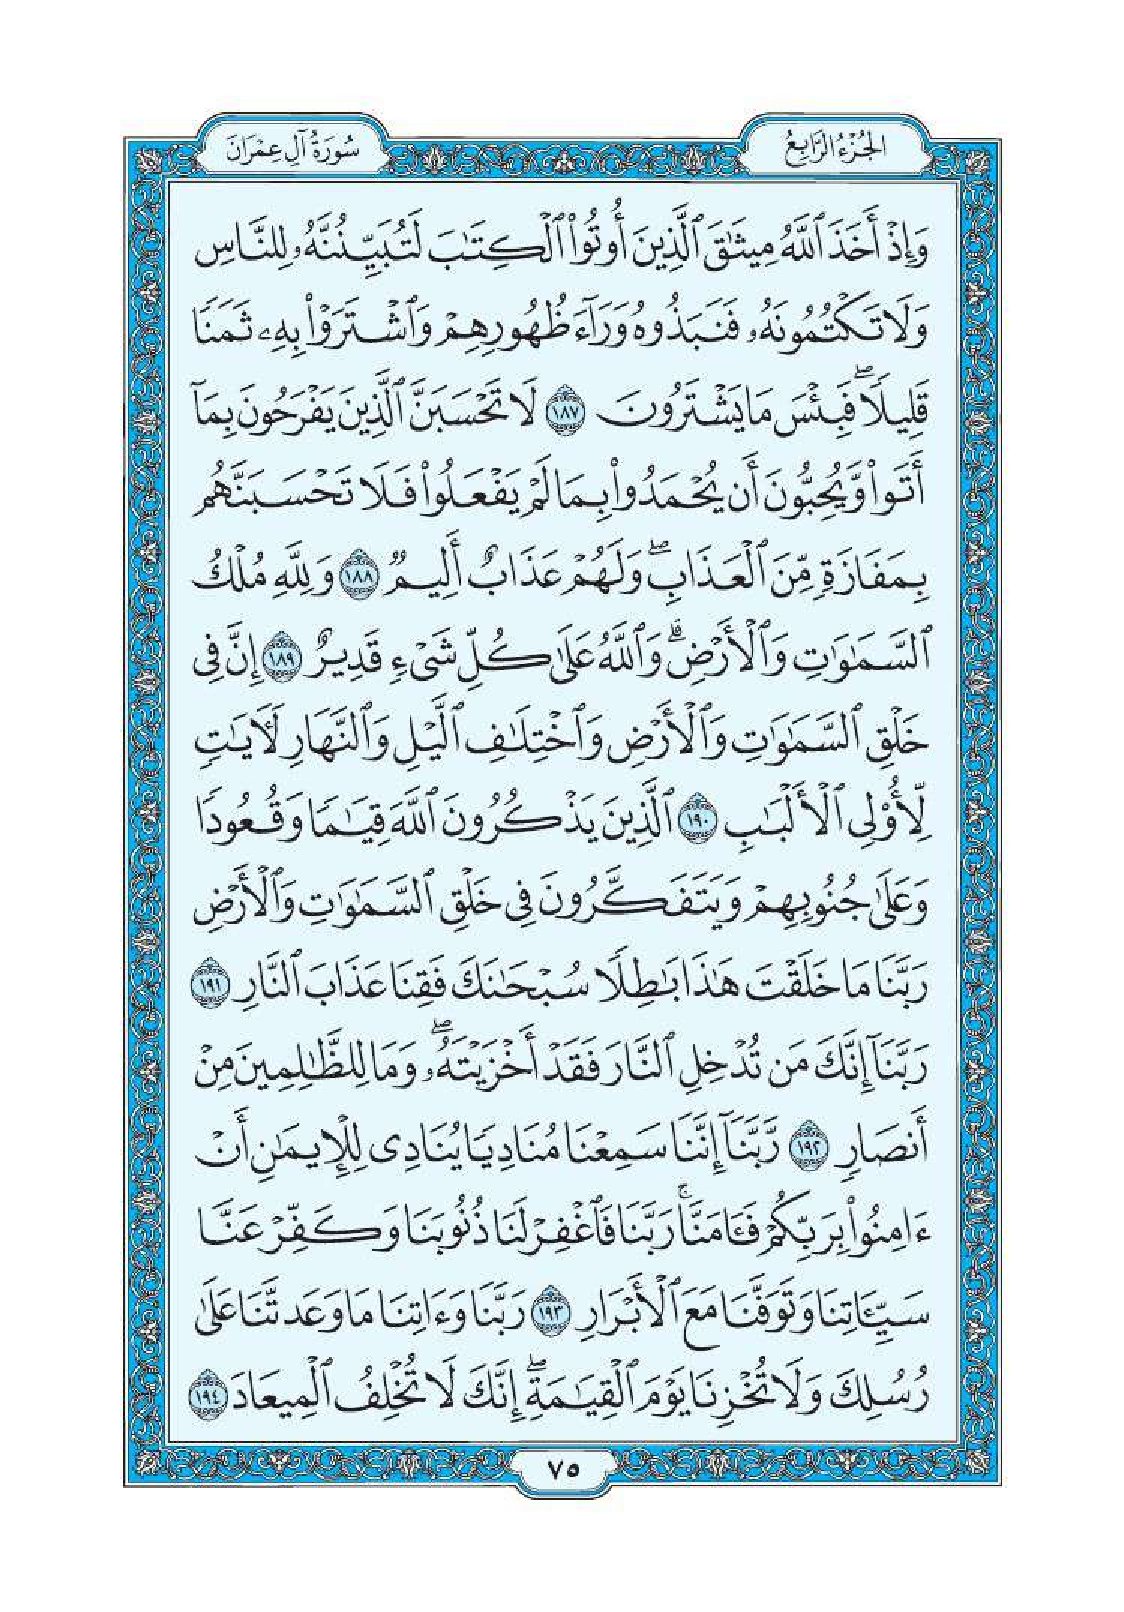 الجُزْءُ الرَّابِعُ
سُورَةُ آلِ عِمْرَانَ
وَإِذْ أَخَذَ ٱللَّهُ مِيثَٰقَ ٱلَّذِينَ أُوتُوا۟ ٱلْكِتَٰبَ لَتُبَيِّنُنَّهُۥ لِلنَّاسِ
وَلَا تَكْتُمُونَهُۥ فَنَبَذُوهُ وَرَآءَ ظُهُورِهِمْ وَٱشْتَرَوْا۟ بِهِۦ ثَمَنًا
قَلِيلًا ۖ فَبِئْسَ مَا يَشْتَرُونَ ١٨٧ لَا تَحْسَبَنَّ ٱلَّذِينَ يَفْرَحُونَ بِمَآ
أَتَوا۟ وَّيُحِبُّونَ أَن يُحْمَدُوا۟ بِمَا لَمْ يَفْعَلُوا۟ فَلَا تَحْسَبَنَّهُم
بِمَفَازَةٍ مِّنَ ٱلْعَذَابِ ۖ وَلَهُمْ عَذَابٌ أَلِيمٌ ١٨٨ وَلِلَّهِ مُلْكُ
ٱلسَّمَٰوَٰتِ وَٱلْأَرْضِ ۗ وَٱللَّهُ عَلَىٰ كُلِّ شَىْءٍ قَدِيرٌ ١٨٩ إِنَّ فِى
خَلْقِ ٱلسَّمَٰوَٰتِ وَٱلْأَرْضِ وَٱخْتِلَٰفِ ٱلَّيْلِ وَٱلنَّهَارِ لَـَٔايَٰتٍ
لِّأُو۟لِى ٱلْأَلْبَٰبِ ١٩٠ ٱلَّذِينَ يَذْكُرُونَ ٱللَّهَ قِيَٰمًا وَقُعُودًا
وَعَلَىٰ جُنُوبِهِمْ وَيَتَفَكَّرُونَ فِى خَلْقِ ٱلسَّمَٰوَٰتِ وَٱلْأَرْضِ
رَبَّنَا مَا خَلَقْتَ هَٰذَا بَٰطِلًا سُبْحَٰنَكَ فَقِنَا عَذَابَ ٱلنَّارِ ١٩١
رَبَّنَآ إِنَّكَ مَن تُدْخِلِ ٱلنَّارَ فَقَدْ أَخْزَيْتَهُۥ ۖ وَمَا لِلظَّٰلِمِينَ مِنْ
أَنصَارٍ ١٩٢ رَّبَّنَآ إِنَّنَا سَمِعْنَا مُنَادِيًا يُنَادِى لِلْإِيمَٰنِ أَنْ
ءَامِنُوا۟ بِرَبِّكُمْ فَـَٔامَنَّا ۚ رَبَّنَا فَٱغْفِرْ لَنَا ذُنُوبَنَا وَكَفِّرْ عَنَّا
سَيِّـَٔاتِنَا وَتَوَفَّنَا مَعَ ٱلْأَبْرَارِ ١٩٣ رَبَّنَا وَءَاتِنَا مَا وَعَدتَّنَا عَلَىٰ
رُسُلِكَ وَلَا تُخْزِنَا يَوْمَ ٱلْقِيَٰمَةِ ۖ إِنَّكَ لَا تُخْلِفُ ٱلْمِيعَادَ ١٩٤
٧٥